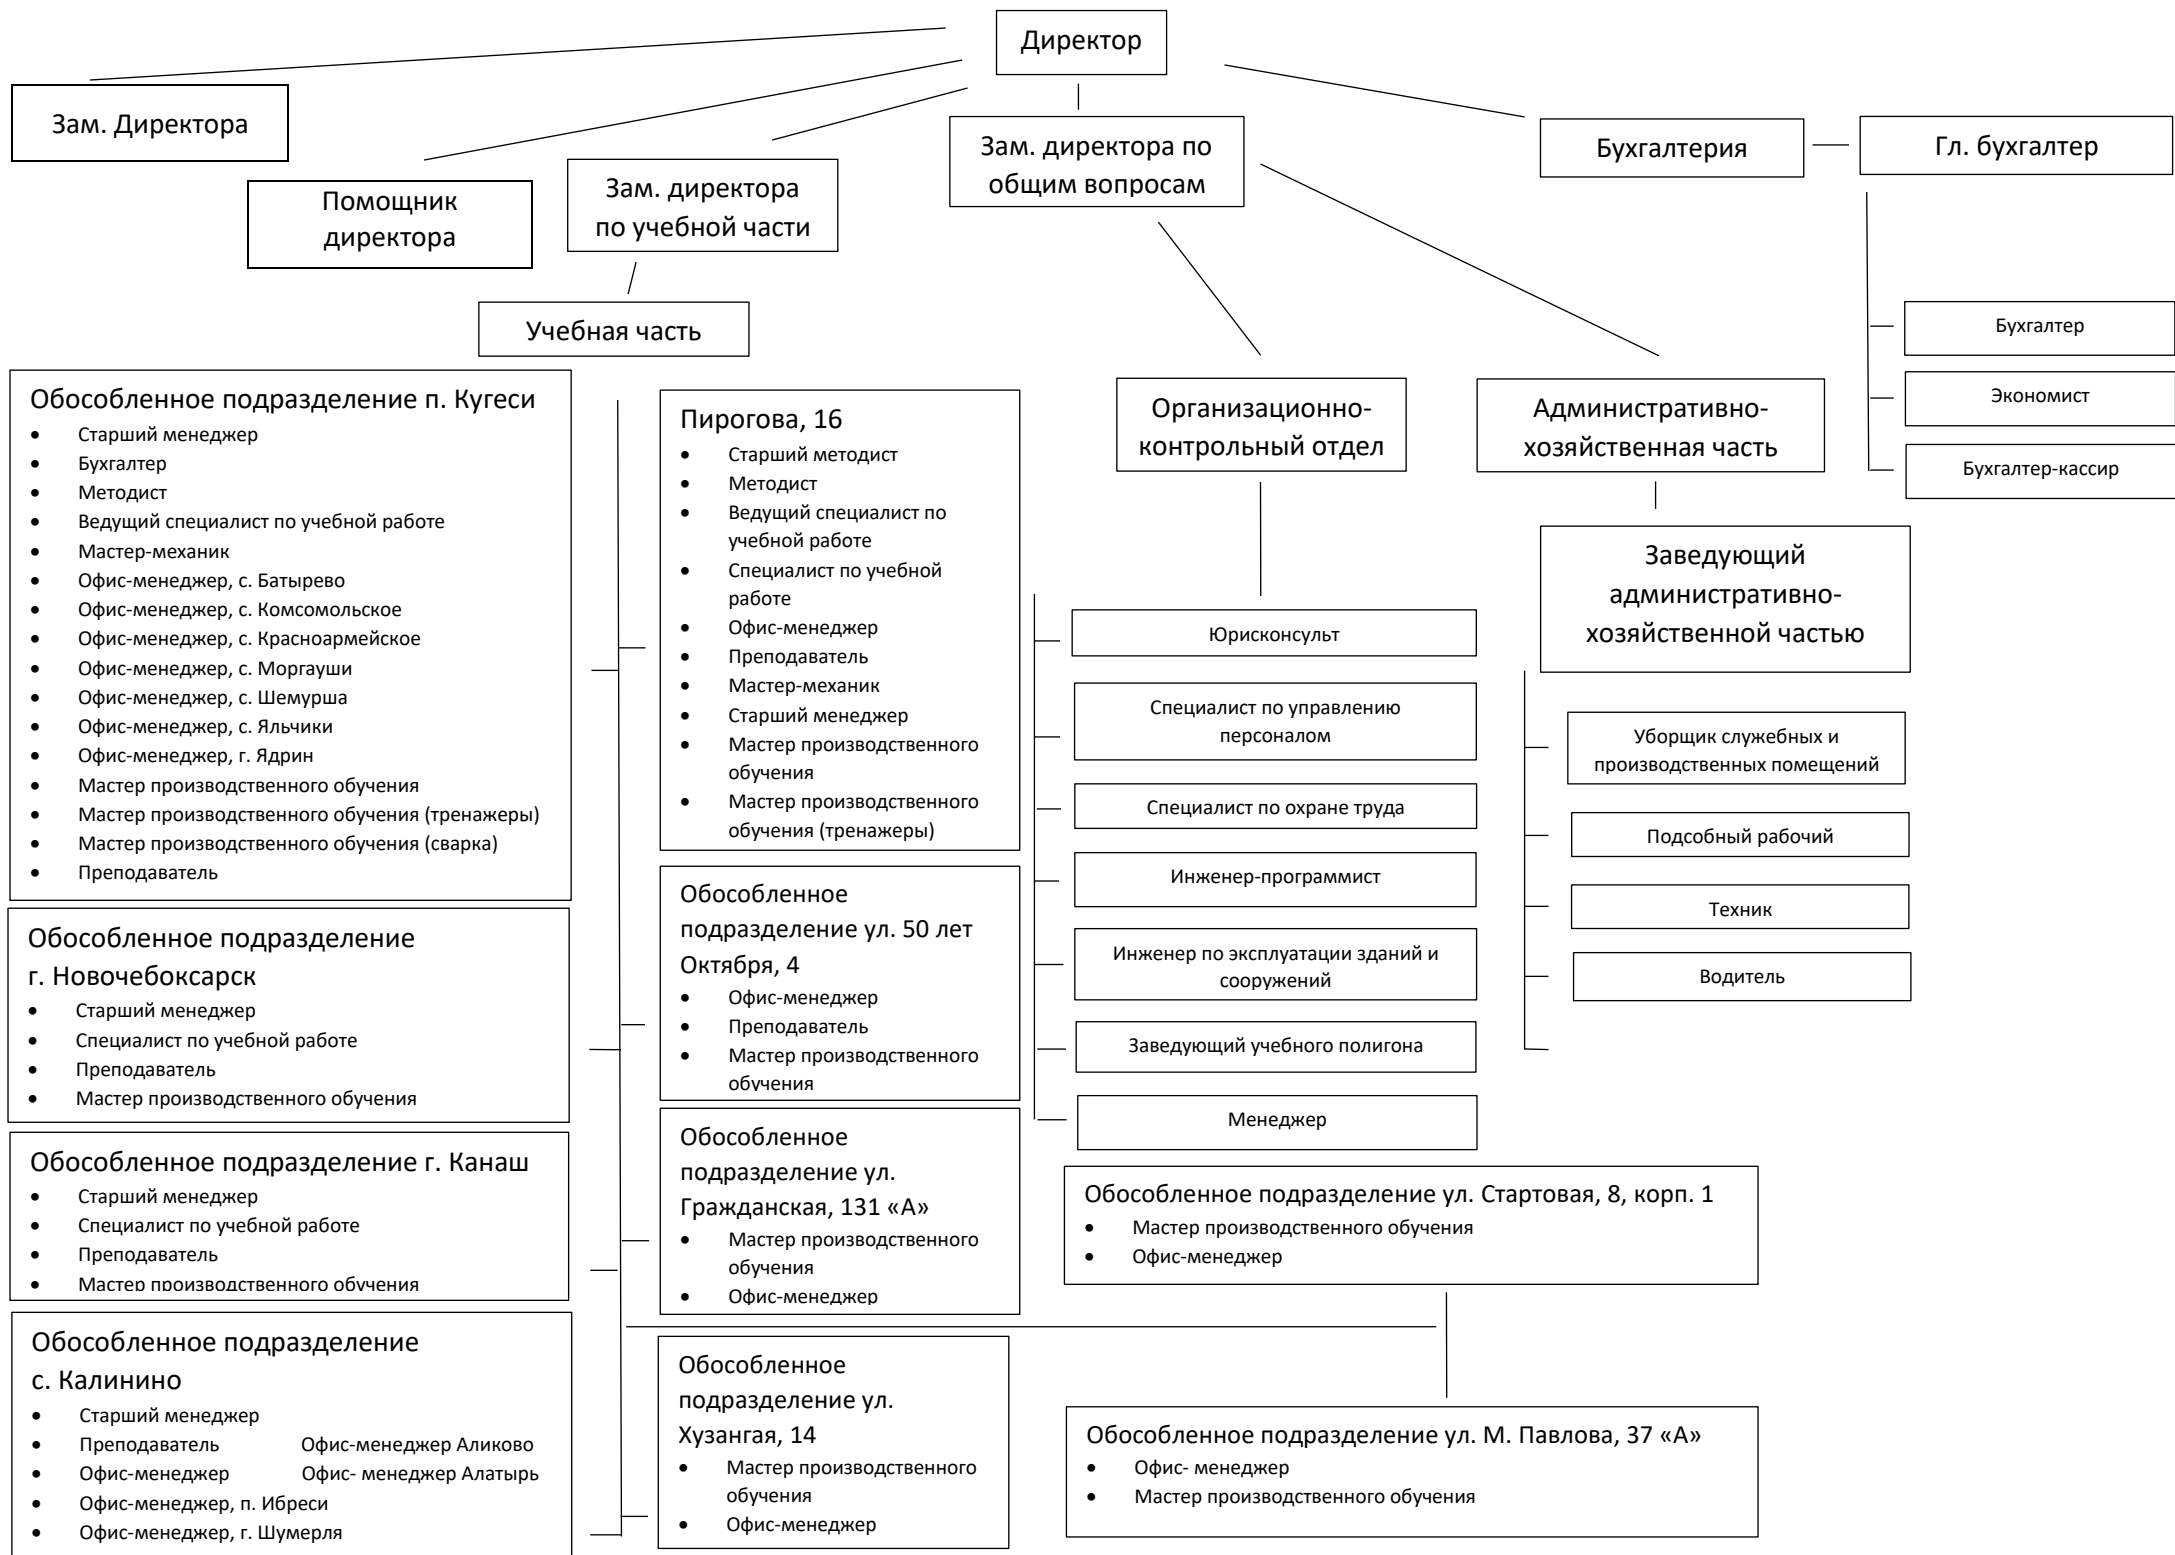 Директор
Зам. Директора
Помощник
директора
Зам. директора
по учебной части
Зам. директора по
общим вопросам
Бухгалтерия
Гл. бухгалтер
Учебная часть
Бухгалтер
Экономист
Бухгалтер-кассир
Обособленное подразделение п. Кугеси
• Старший менеджер
• Бухгалтер
• Методист
• Ведущий специалист по учебной работе
• Мастер-механик
• Офис-менеджер, с. Батырево
• Офис-менеджер, с. Комсомольское
• Офис-менеджер, с. Красноармейское
• Офис-менеджер, с. Моргауши
• Офис-менеджер, с. Шемурша
• Офис-менеджер, с. Яльчики
• Офис-менеджер, г. Ядрин
• Мастер производственного обучения
• Мастер производственного обучения (тренажеры)
• Мастер производственного обучения (сварка)
• Преподаватель
Обособленное подразделение
г. Новочебоксарск
• Старший менеджер
• Специалист по учебной работе
• Преподаватель
• Мастер производственного обучения
Обособленное подразделение г. Канаш
• Старший менеджер
• Специалист по учебной работе
• Преподаватель
• Мастер производственного обучения
Обособленное подразделение
с. Калинино
• Старший менеджер
• Преподаватель Офис-менеджер Аликово
• Офис-менеджер Офис- менеджер Алатырь
• Офис-менеджер, п. Ибреси
• Офис-менеджер, г. Шумерля
Пирогова, 16
• Старший методист
• Методист
• Ведущий специалист по
учебной работе
• Специалист по учебной
работе
• Офис-менеджер
• Преподаватель
• Мастер-механик
• Старший менеджер
• Мастер производственного
обучения
• Мастер производственного
обучения (тренажеры)
Обособленное
подразделение ул. 50 лет
Октября, 4
• Офис-менеджер
• Преподаватель
• Мастер производственного
обучения
Обособленное
подразделение ул.
Гражданская, 131 «А»
• Мастер производственного
обучения
• Офис-менеджер
Обособленное
подразделение ул.
Хузангая, 14
• Мастер производственного
обучения
• Офис-менеджер
Организационно-
контрольный отдел
Юрисконсульт
Специалист по управлению
персоналом
Специалист по охране труда
Инженер-программист
Инженер по эксплуатации зданий и
сооружений
Заведующий учебного полигона
Менеджер
Административно-
хозяйственная часть
Заведующий
административно-
хозяйственной частью
Уборщик служебных и
производственных помещений
Подсобный рабочий
Техник
Водитель
Обособленное подразделение ул. Стартовая, 8, корп. 1
• Мастер производственного обучения
• Офис-менеджер
Обособленное подразделение ул. М. Павлова, 37 «А»
• Офис- менеджер
• Мастер производственного обучения